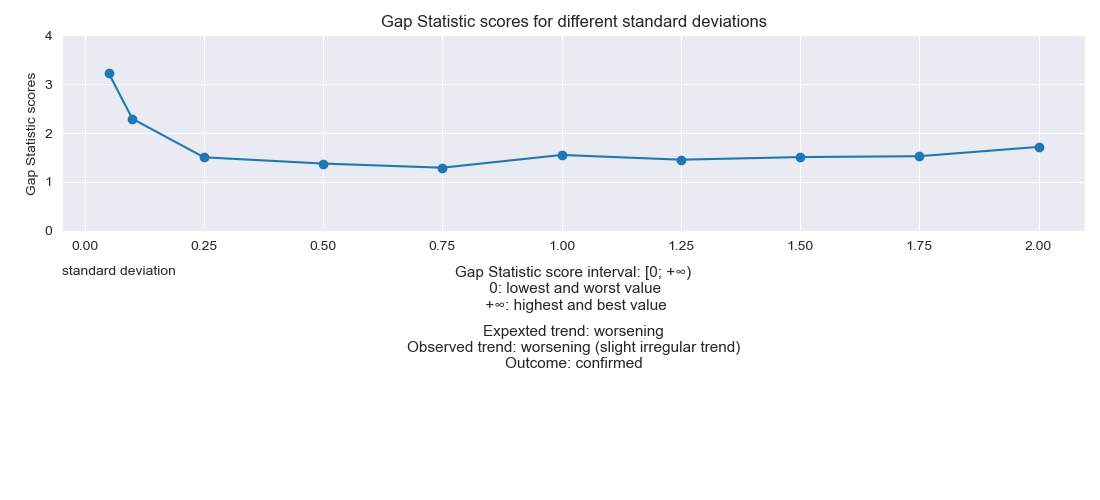 Gap Statistic scores for different standard deviations
Gap Statistic scores
4
3
2
1
0
0.00 0.25 0.50 0.75 1.00 1.25 1.50 1.75 2.00
standard deviation
Gap Statistic score interval: [0; +∞)
0: lowest and worst value
+∞: highest and best value
Expexted trend: worsening
Observed trend: worsening (slight irregular trend)
Outcome: confirmed